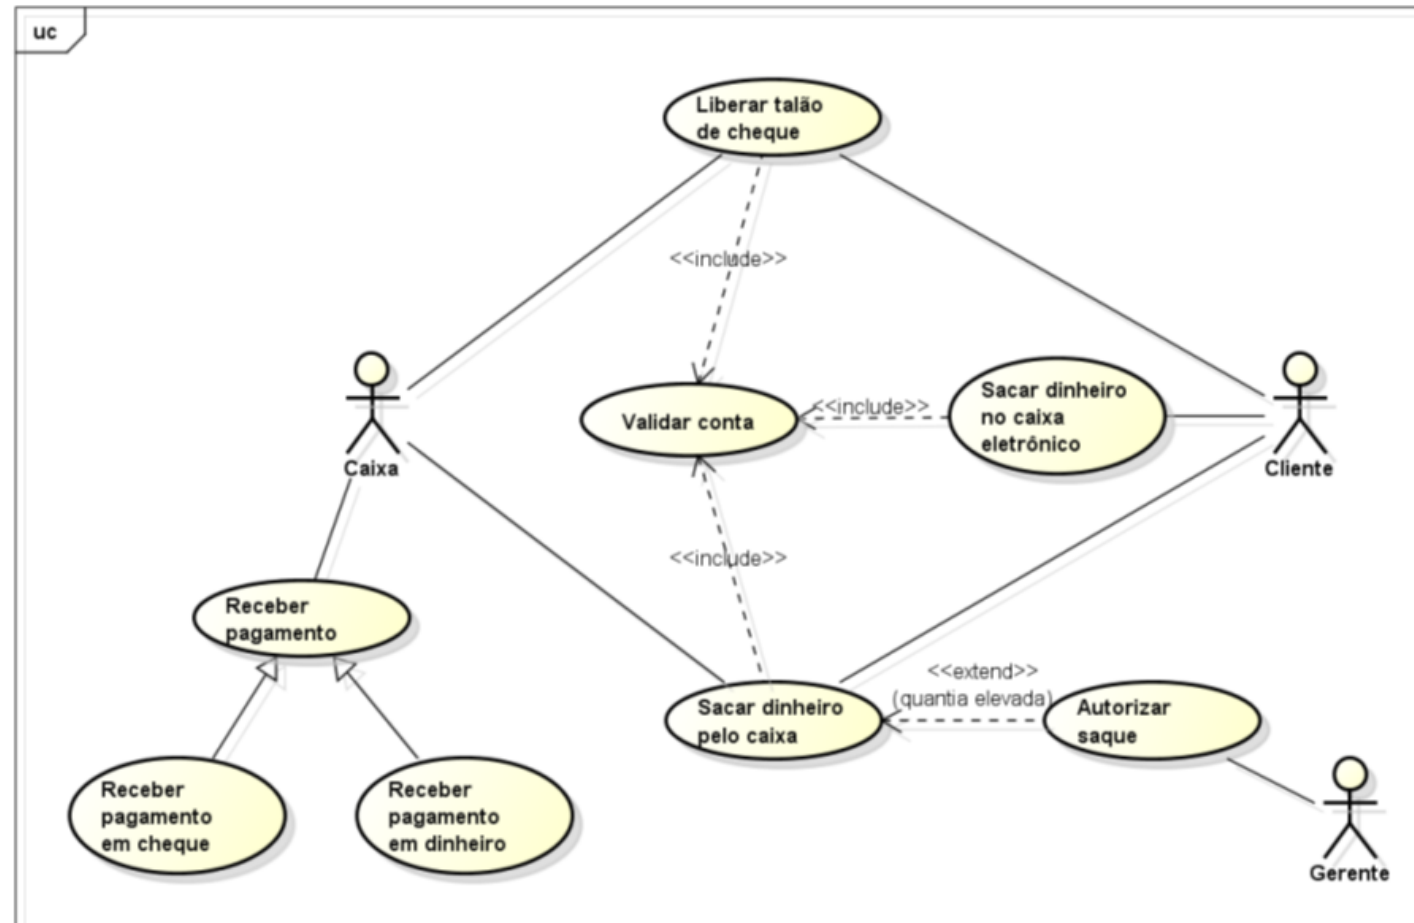 uc
Liberar talão
de cheque
<<include>>
Sacar dinheiro
no caixa
eletrônico
<<include>>
Validar conta
Caixa
Cliente
<<include>>
Receber
pagamento
<<extend>>
(quantia elevada)
Sacar dinheiro
pelo caixa
Autorizar
saque
Receber
pagamento
em cheque
Receber
pagamento
em dinheiro
Gerente